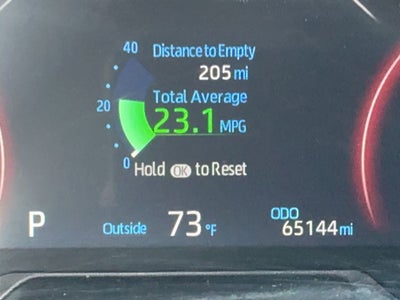 40
Distance to Empty
205 mi
20
Total Average
23.1 MPG
0
Hold OK to Reset
P
Outside 73 °F
ODO
65144 mi